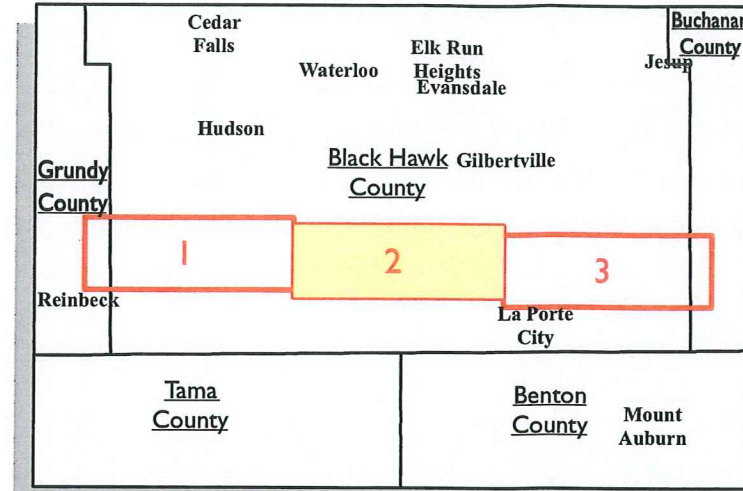 Cedar
Falls
Buchanan
County
Elk Run
Heights
Jesup
Waterloo
Evansdale
Hudson
Black Hawk
County
Gilbertville
Grundy
County
1
2
3
Reinbeck
La Porte
City
Tama
County
Benton
County
Mount
Auburn